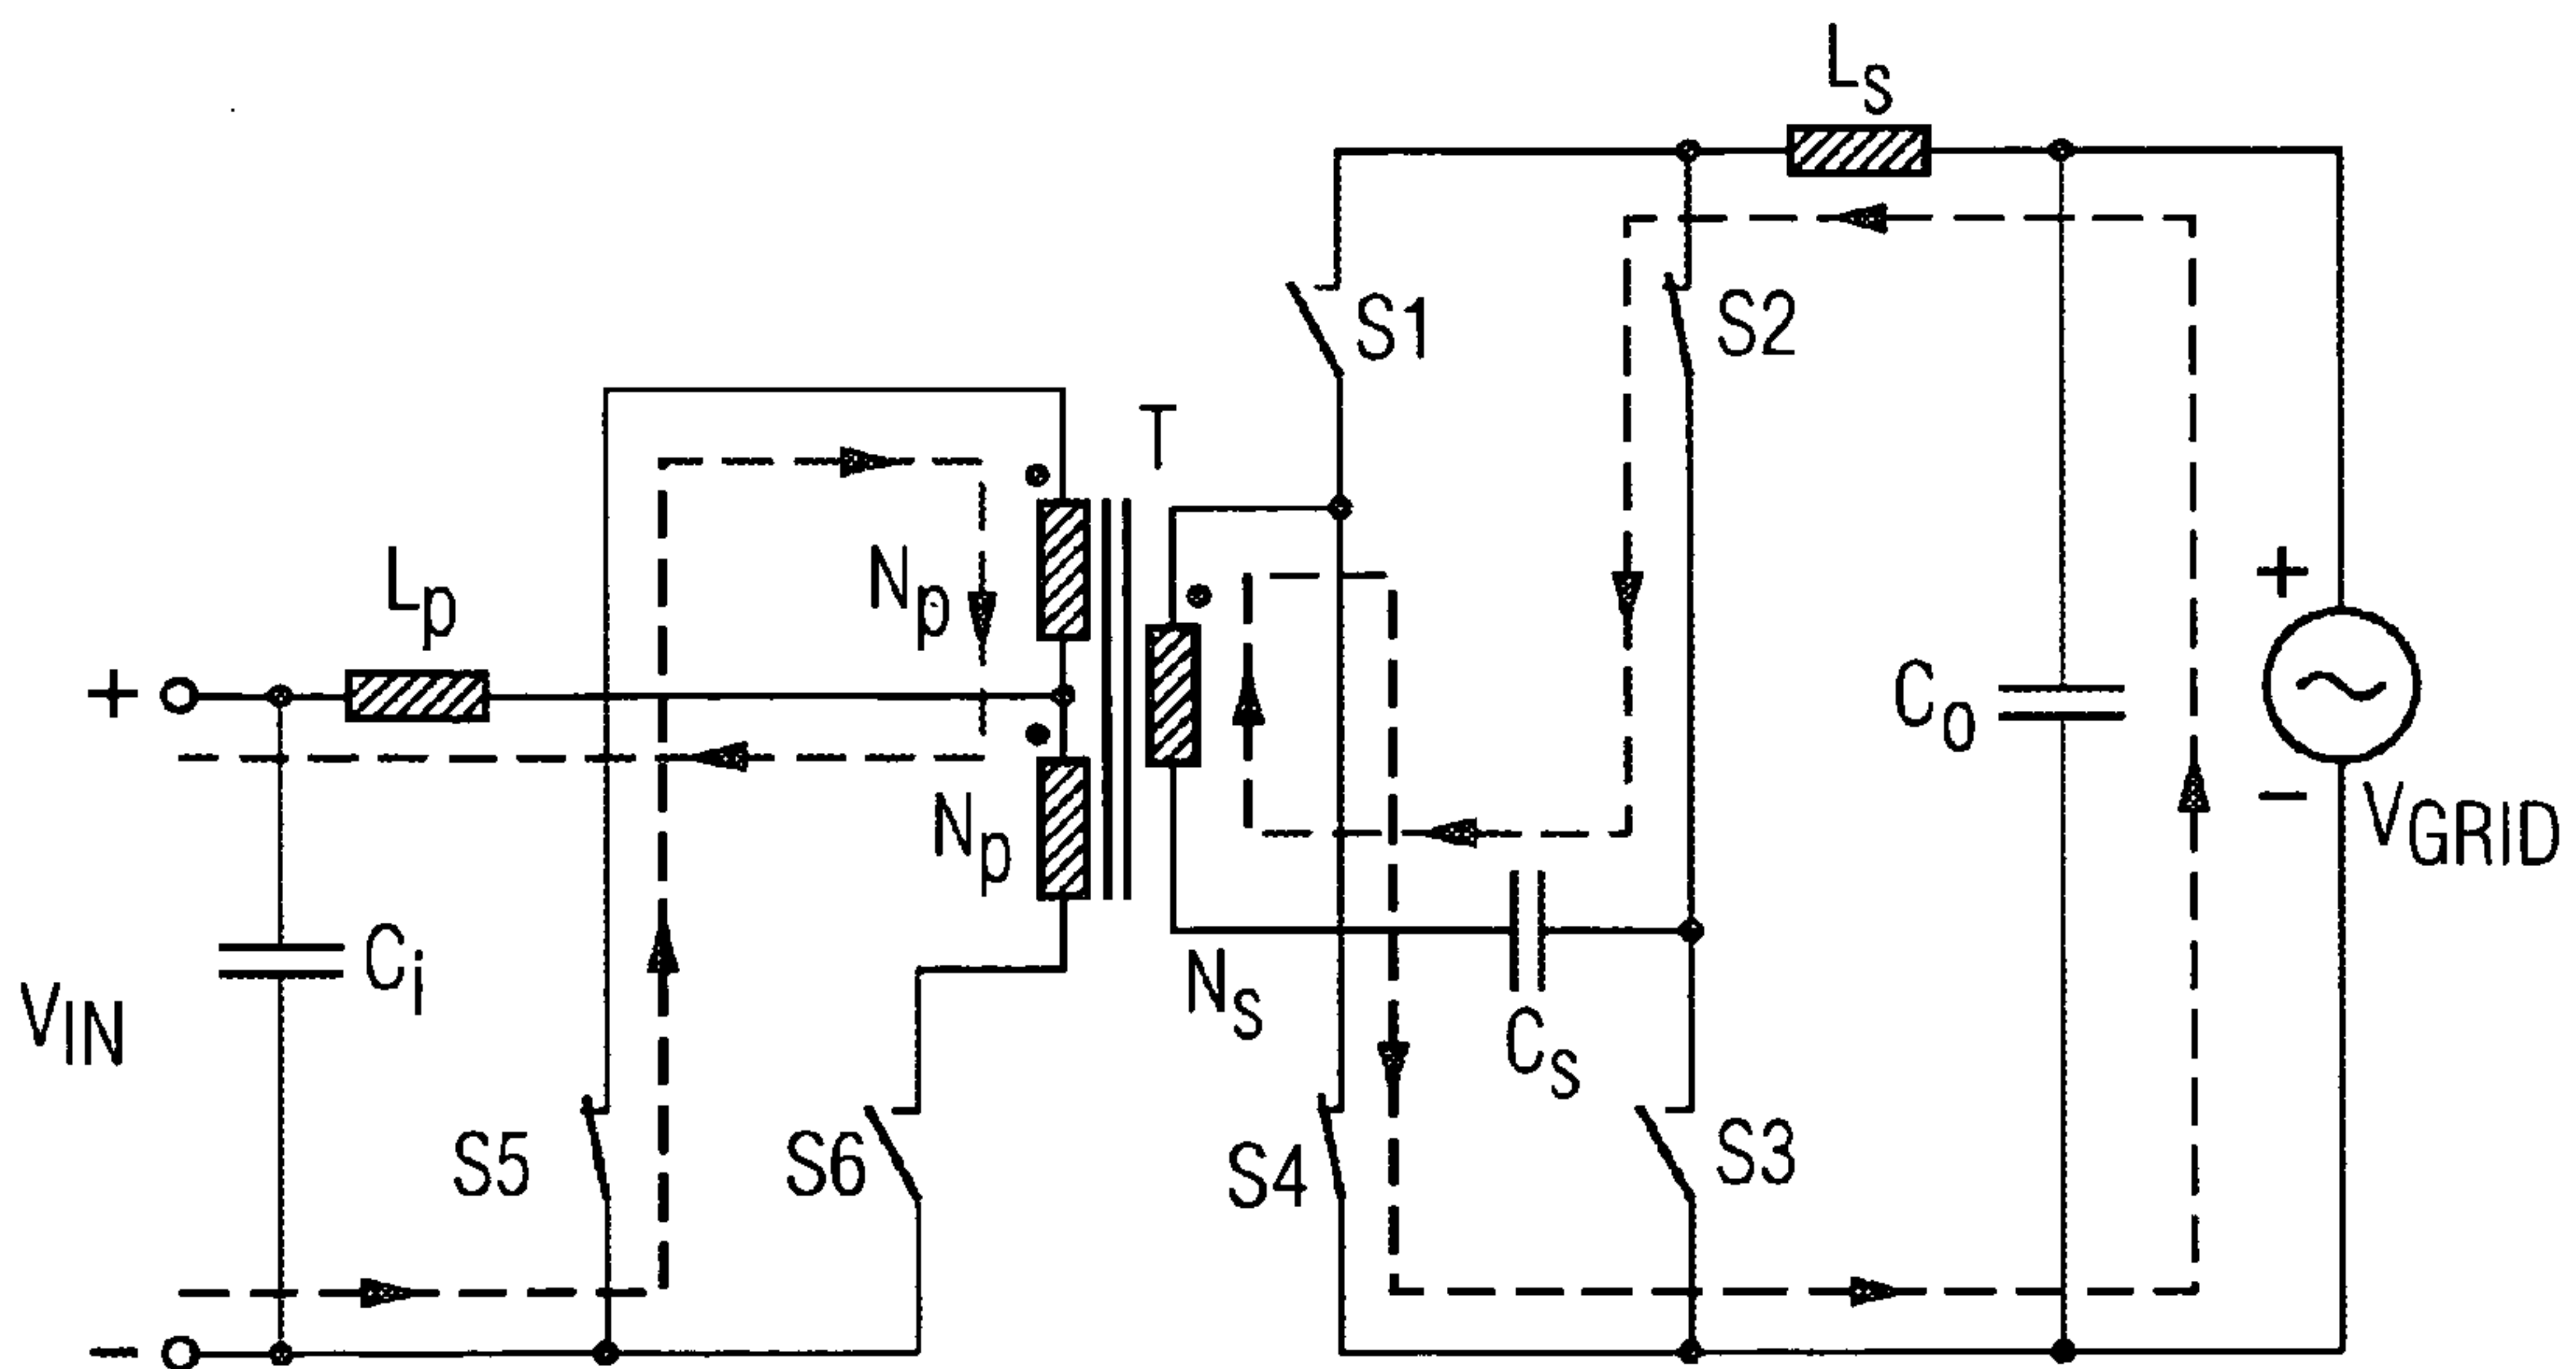 Ls
S1
S2
T
Lp
Np
+
+
Np
Co
−
VGRID
Ci
Ns
Cs
VIN
S5
S6
S4
S3
−